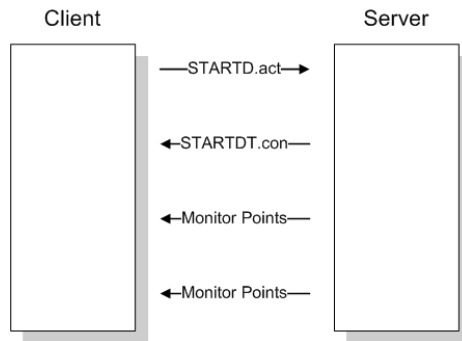 Client Server
STARTD.act
STARTDT.con
Monitor Points
Monitor Points